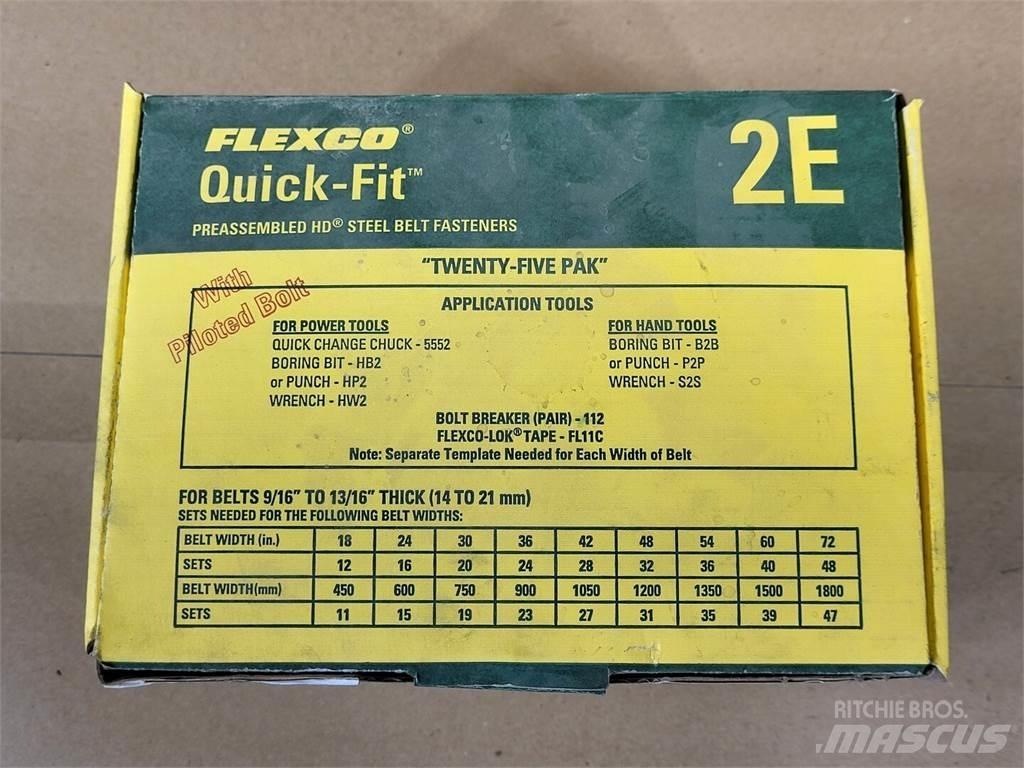 FLEXCO®
Quick-Fit™
2E
PREASSEMBLED HD® STEEL BELT FASTENERS
"TWENTY-FIVE PAK"
With
Piloted Bolt
APPLICATION TOOLS
FOR POWER TOOLS
QUICK CHANGE CHUCK - 5552
BORING BIT - HB2
or PUNCH - HP2
WRENCH - HW2
FOR HAND TOOLS
BORING BIT - B2B
or PUNCH - P2P
WRENCH - S2S
BOLT BREAKER (PAIR) - 112
FLEXCO-LOK® TAPE - FL11C
Note: Separate Template Needed for Each Width of Belt
FOR BELTS 9/16" TO 13/16" THICK (14 TO 21 mm)
SETS NEEDED FOR THE FOLLOWING BELT WIDTHS:
BELT WIDTH (in.) 18 24 30 36 42 48 54 60 72
SETS 12 16 20 24 28 32 36 40 48
BELT WIDTH(mm) 450 600 750 900 1050 1200 1350 1500 1800
SETS 11 15 19 23 27 31 35 39 47
RITCHIE BROS.
MASCUS